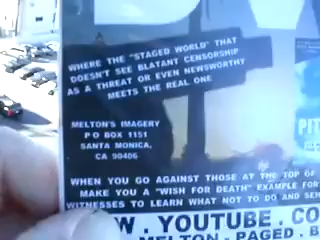 WHERE THE "STAGED WORLD" THAT
DOESN'T SEE BLATANT CENSORSHIP
AS A THREAT OR EVEN NEWSWORTHY
MEETS THE REAL ONE
MELTON'S IMAGERY
P O BOX 1151
SANTA MONICA,
CA 90406
PIT
WHEN YOU GO AGAINST THOSE AT THE TOP OF
MAKE YOU A "WISH FOR DEATH" EXAMPLE FOR
WITNESSES TO LEARN WHAT NOT TO DO AND SEN
W.YOUTUBE.CO
MELTON.PAGED.B